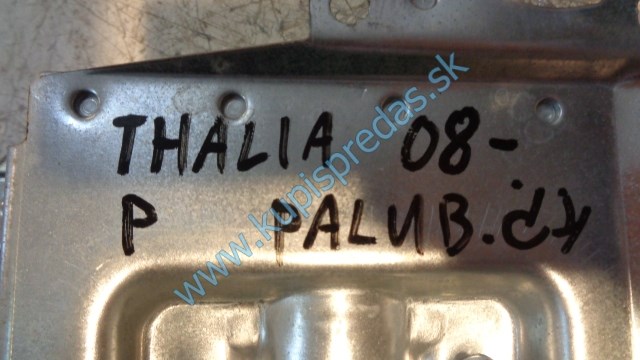 THALIA 08-
P PALUB.
www.kupispredas.sk